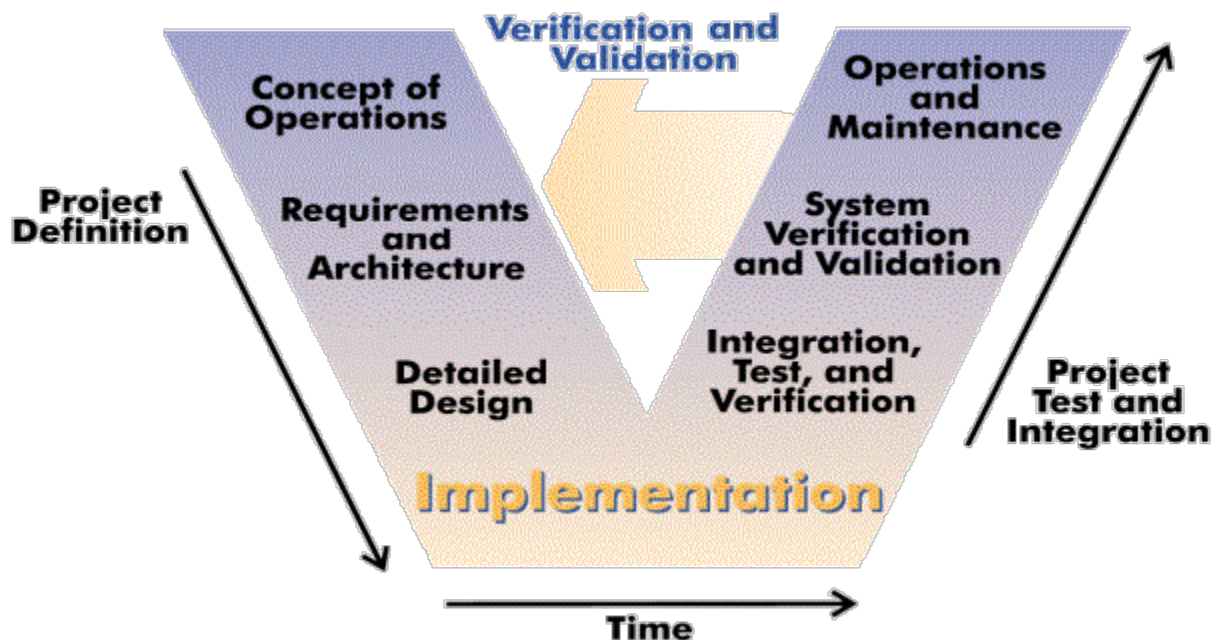 Verification and
Validation
Concept of
Operations
Operations
and
Maintenance
Project
Definition
Requirements
and
Architecture
System
Verification
and Validation
Detailed
Design
Integration,
Test, and
Verification
Project
Test and
Integration
Implementation
Time